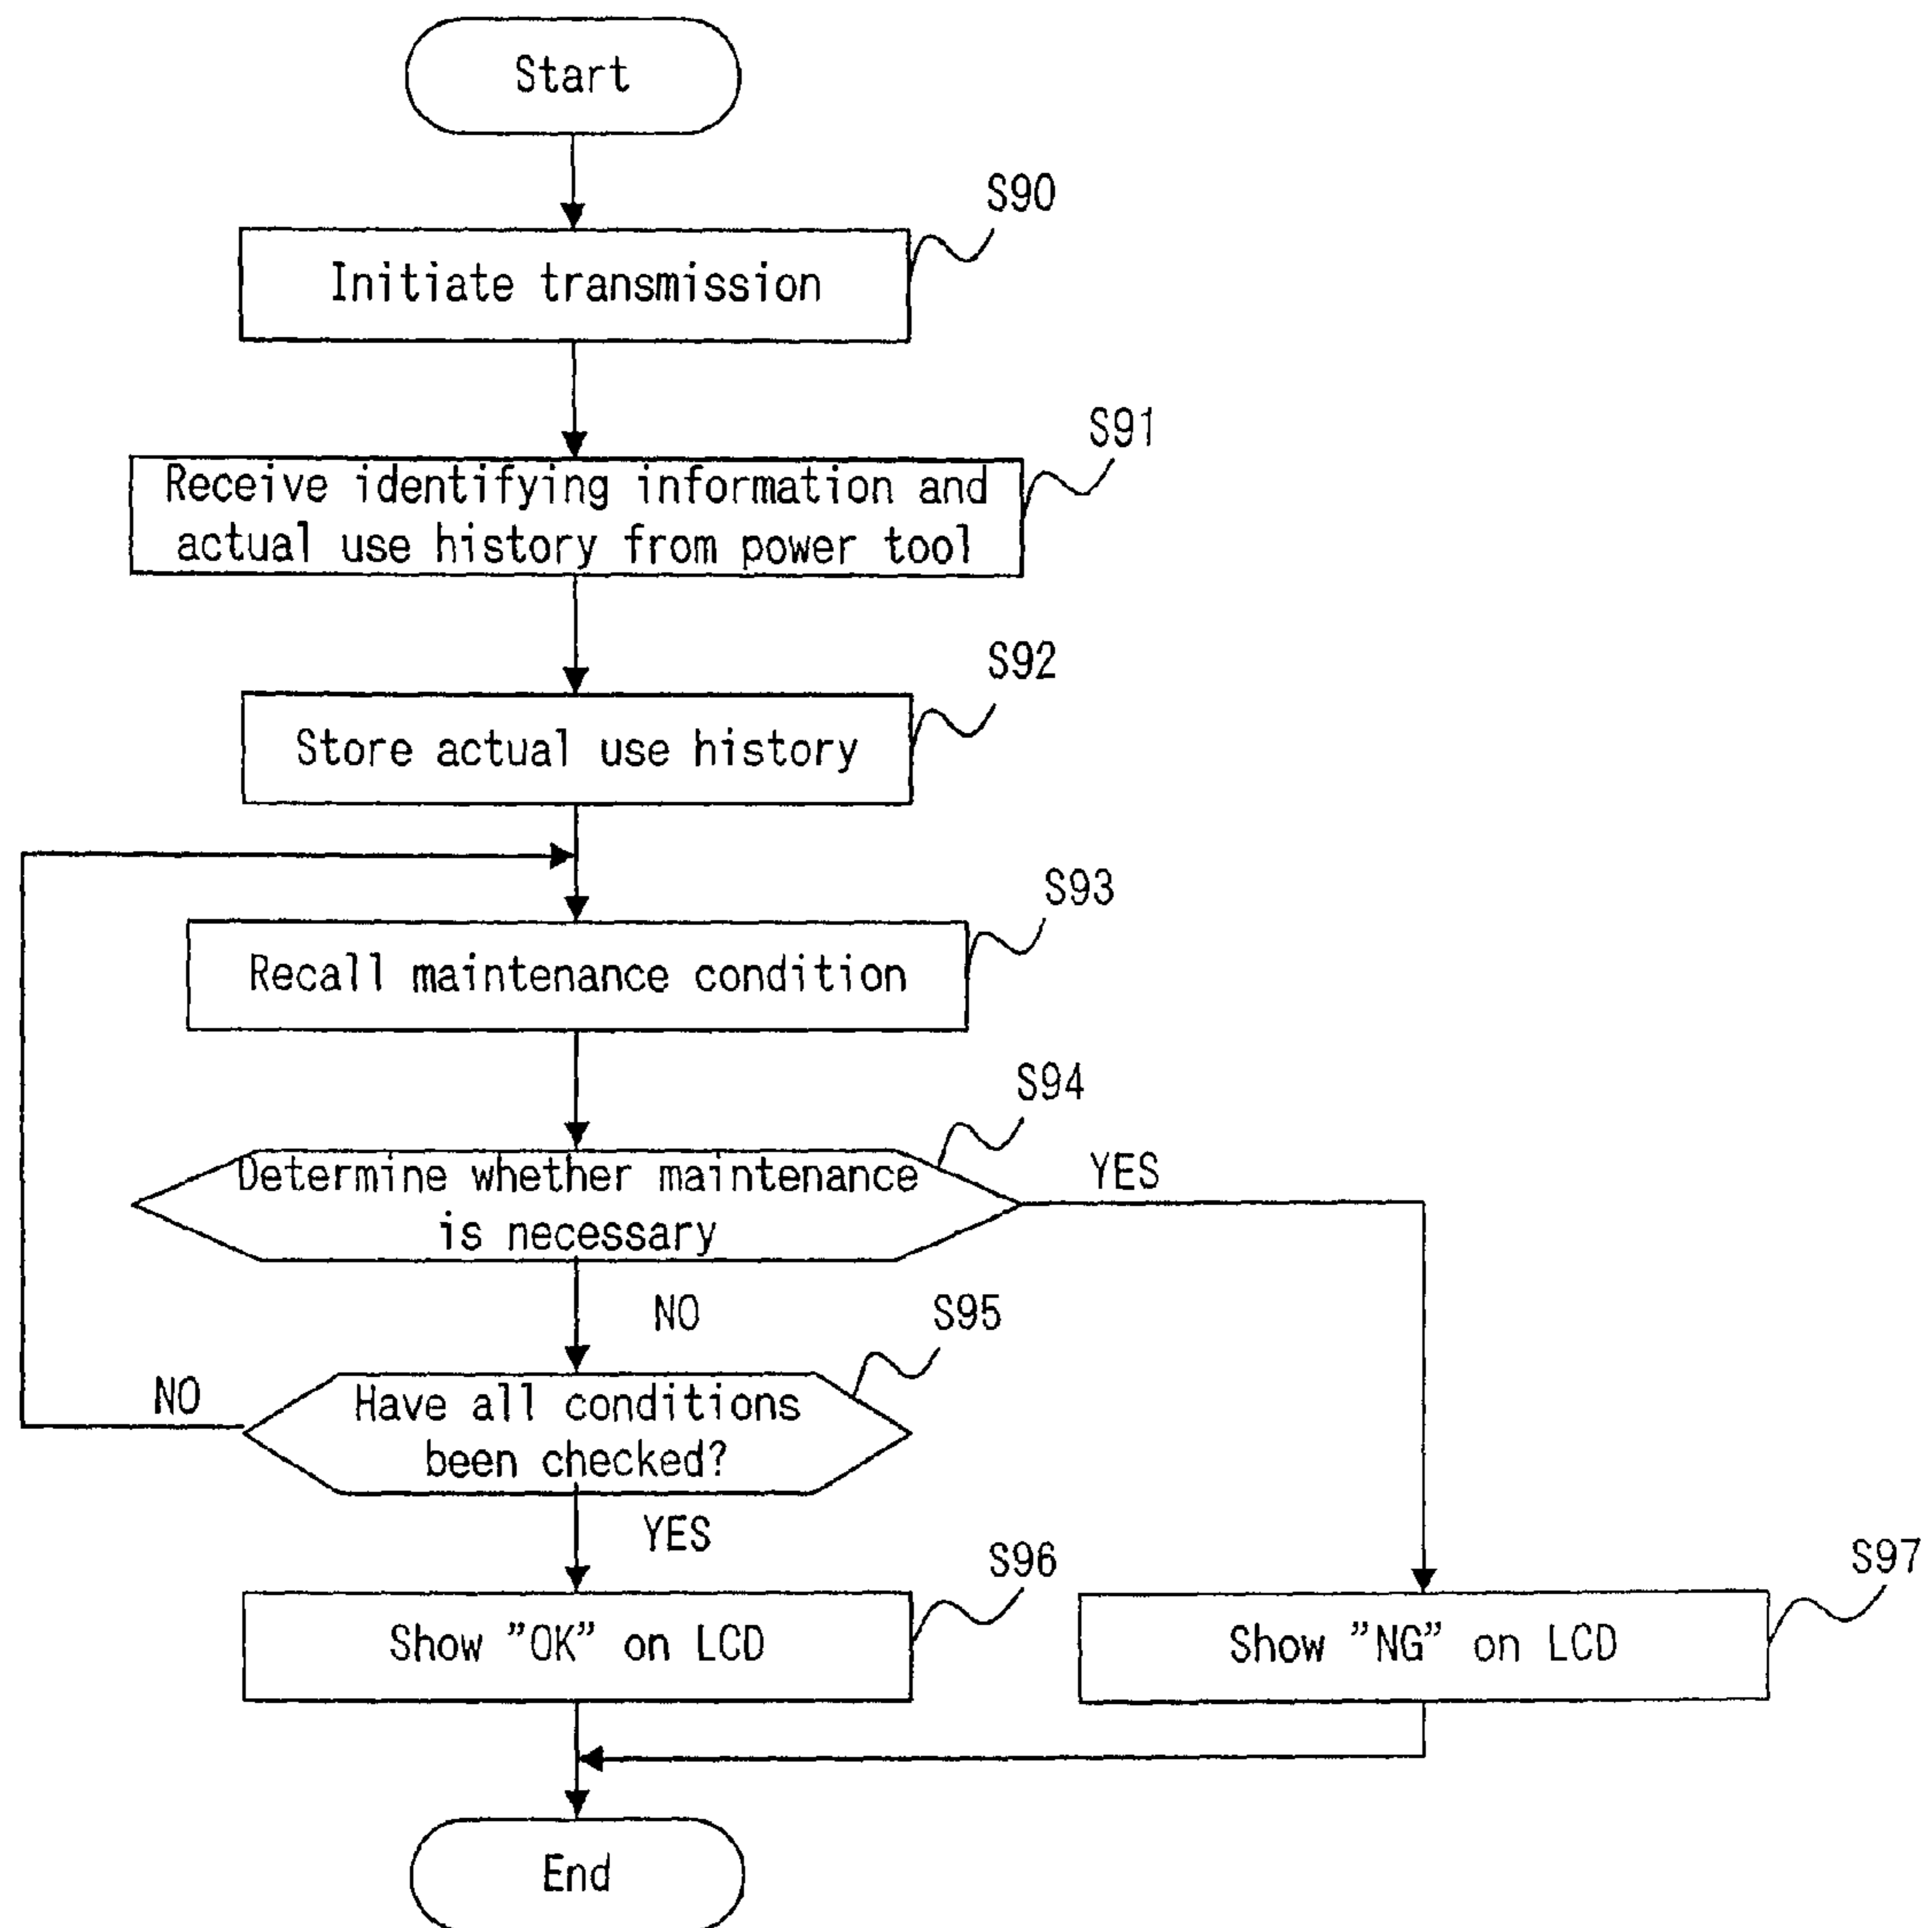 Start
S90
Initiate transmission
S91
Receive identifying information and
actual use history from power tool
S92
Store actual use history
S93
Recall maintenance condition
S94
Determine whether maintenance
is necessary
YES
NO
S95
Have all conditions
been checked?
NO
YES
S96
Show ”OK” on LCD
S97
Show ”NG” on LCD
End